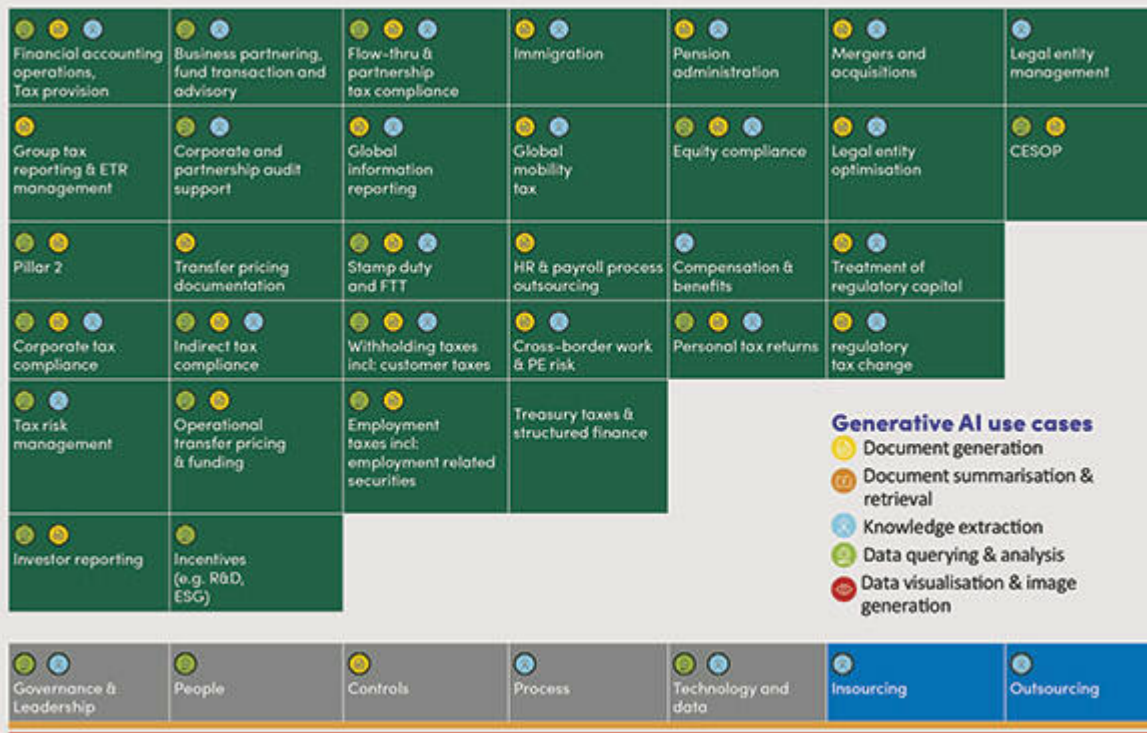 Financial accounting
operations,
Tax provision
Business partnering,
fund transaction and
advisory
Flow-thru &
partnership
tax compliance
Immigration
Pension
administration
Mergers and
acquisitions
Legal entity
management
Group tax
reporting & ETR
management
Corporate and
partnership audit
support
Global
information
reporting
Global
mobility
tax
Equity compliance
Legal entity
optimisation
CESOP
Pillar 2
Transfer pricing
documentation
Stamp duty
and FTT
HR & payroll process
outsourcing
Compensation &
benefits
Treatment of
regulatory capital
Corporate tax
compliance
Indirect tax
compliance
Withholding taxes
incl: customer taxes
Cross-border work
& PE risk
Personal tax returns
regulatory
tax change
Tax risk
management
Operational
transfer pricing
& funding
Employment
taxes incl:
employment related
securities
Treasury taxes &
structured finance
Investor reporting
Incentives
(e.g. R&D,
ESG)
Generative AI use cases
Document generation
Document summarisation &
retrieval
Knowledge extraction
Data querying & analysis
Data visualisation & image
generation
Governance &
Leadership
People
Controls
Process
Technology and
data
Insourcing
Outsourcing